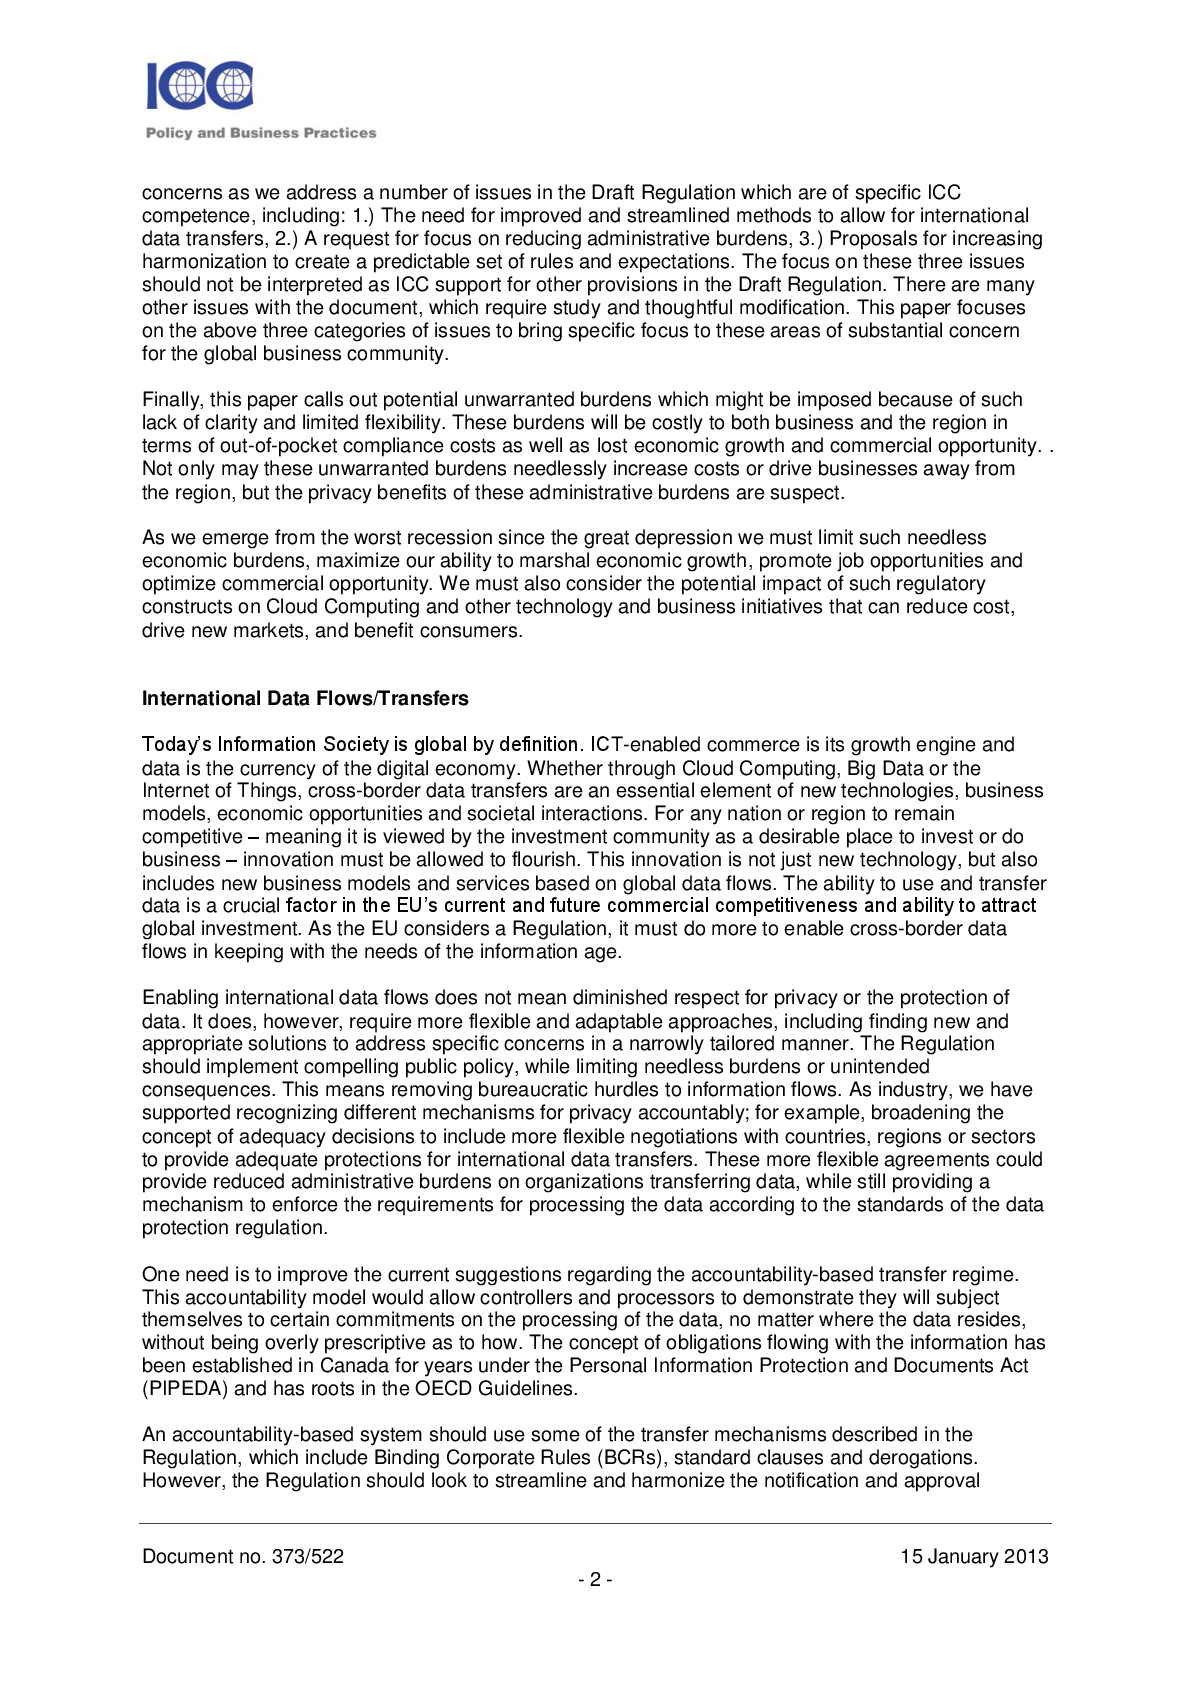 ICC
Policy and Business Practices
concerns as we address a number of issues in the Draft Regulation which are of specific ICC
competence, including: 1.) The need for improved and streamlined methods to allow for international
data transfers, 2.) A request for focus on reducing administrative burdens, 3.) Proposals for increasing
harmonization to create a predictable set of rules and expectations. The focus on these three issues
should not be interpreted as ICC support for other provisions in the Draft Regulation. There are many
other issues with the document, which require study and thoughtful modification. This paper focuses
on the above three categories of issues to bring specific focus to these areas of substantial concern
for the global business community.
Finally, this paper calls out potential unwarranted burdens which might be imposed because of such
lack of clarity and limited flexibility. These burdens will be costly to both business and the region in
terms of out-of-pocket compliance costs as well as lost economic growth and commercial opportunity. .
Not only may these unwarranted burdens needlessly increase costs or drive businesses away from
the region, but the privacy benefits of these administrative burdens are suspect.
As we emerge from the worst recession since the great depression we must limit such needless
economic burdens, maximize our ability to marshal economic growth, promote job opportunities and
optimize commercial opportunity. We must also consider the potential impact of such regulatory
constructs on Cloud Computing and other technology and business initiatives that can reduce cost,
drive new markets, and benefit consumers.
International Data Flows/Transfers
Today’s Information Society is global by definition. ICT-enabled commerce is its growth engine and
data is the currency of the digital economy. Whether through Cloud Computing, Big Data or the
Internet of Things, cross-border data transfers are an essential element of new technologies, business
models, economic opportunities and societal interactions. For any nation or region to remain
competitive – meaning it is viewed by the investment community as a desirable place to invest or do
business – innovation must be allowed to flourish. This innovation is not just new technology, but also
includes new business models and services based on global data flows. The ability to use and transfer
data is a crucial factor in the EU’s current and future commercial competitiveness and ability to attract
global investment. As the EU considers a Regulation, it must do more to enable cross-border data
flows in keeping with the needs of the information age.
Enabling international data flows does not mean diminished respect for privacy or the protection of
data. It does, however, require more flexible and adaptable approaches, including finding new and
appropriate solutions to address specific concerns in a narrowly tailored manner. The Regulation
should implement compelling public policy, while limiting needless burdens or unintended
consequences. This means removing bureaucratic hurdles to information flows. As industry, we have
supported recognizing different mechanisms for privacy accountably; for example, broadening the
concept of adequacy decisions to include more flexible negotiations with countries, regions or sectors
to provide adequate protections for international data transfers. These more flexible agreements could
provide reduced administrative burdens on organizations transferring data, while still providing a
mechanism to enforce the requirements for processing the data according to the standards of the data
protection regulation.
One need is to improve the current suggestions regarding the accountability-based transfer regime.
This accountability model would allow controllers and processors to demonstrate they will subject
themselves to certain commitments on the processing of the data, no matter where the data resides,
without being overly prescriptive as to how. The concept of obligations flowing with the information has
been established in Canada for years under the Personal Information Protection and Documents Act
(PIPEDA) and has roots in the OECD Guidelines.
An accountability-based system should use some of the transfer mechanisms described in the
Regulation, which include Binding Corporate Rules (BCRs), standard clauses and derogations.
However, the Regulation should look to streamline and harmonize the notification and approval
Document no. 373/522 15 January 2013
- 2 -